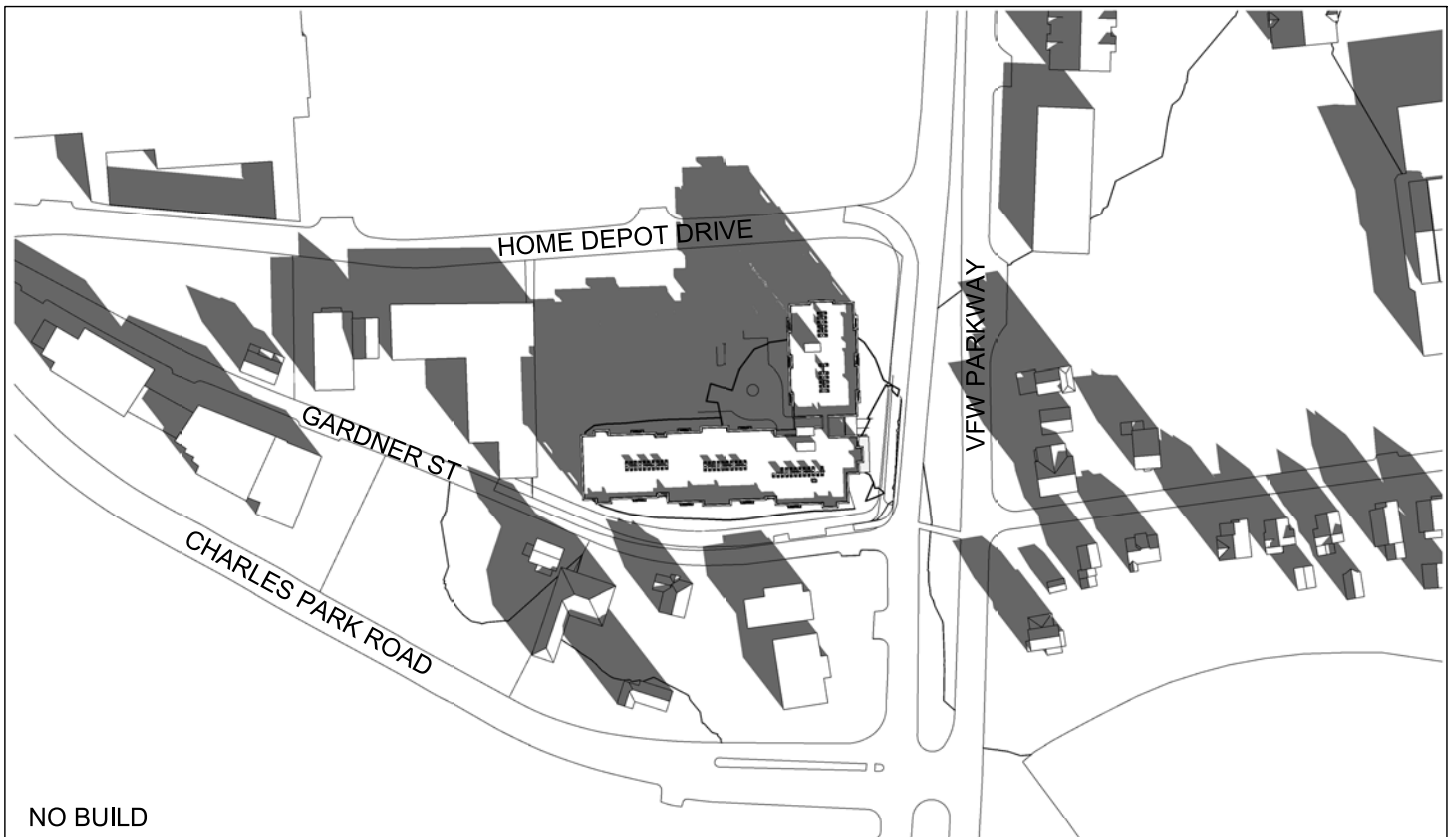 HOME DEPOT DRIVE
VFW PARKWAY
GARDNER ST
CHARLES PARK ROAD
NO BUILD